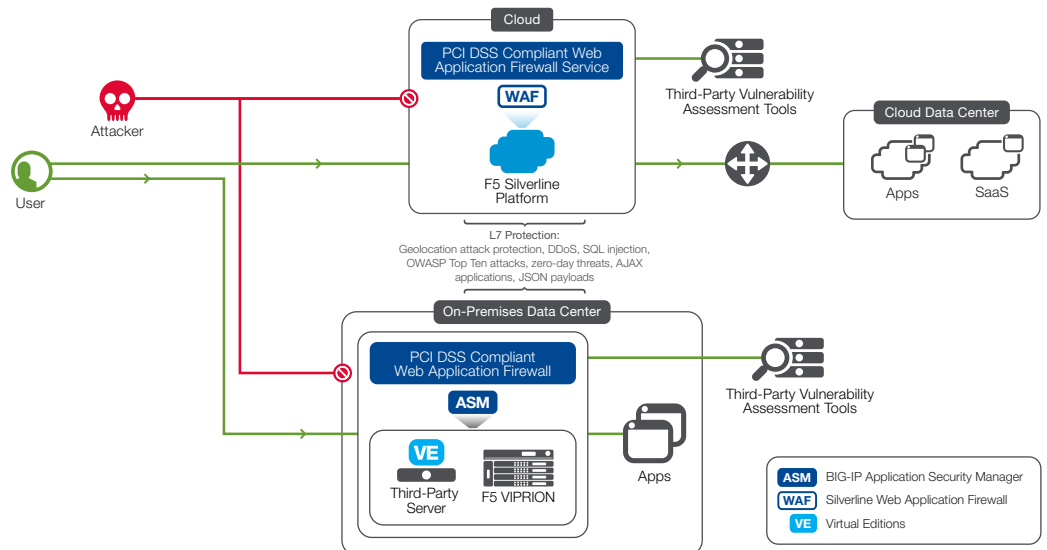 Cloud
PCI DSS Compliant Web
Application Firewall Service
WAF
F5 Silverline
Platform
Attacker
User
Third-Party Vulnerability
Assessment Tools
Cloud Data Center
Apps
SaaS
L7 Protection:
Geolocation attack protection, DDoS, SQL injection,
OWASP Top Ten attacks, zero-day threats, AJAX
applications, JSON payloads
On-Premises Data Center
PCI DSS Compliant
Web Application Firewall
ASM
VE
Third-Party
Server
F5 VIPRION
Apps
Third-Party Vulnerability
Assessment Tools
ASM BIG-IP Application Security Manager
WAF Silverline Web Application Firewall
VE Virtual Editions